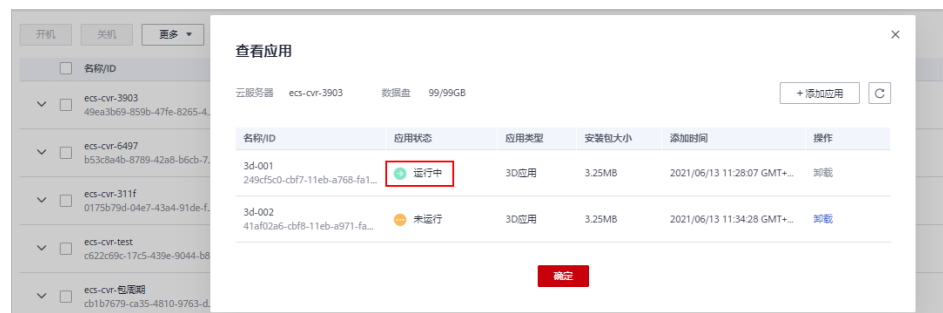 开机 关机 更多
名称/ID
ecs-cvr-3903
49ea3b69-859b-47fe-8265-4...
ecs-cvr-6497
b53c8a4b-8789-42a8-b6cb-7...
ecs-cvr-311f
0175b79d-04e7-43a4-91de-f...
ecs-cvr-test
c622c69c-17c5-439e-9044-b8
ecs-cvr-包周期
cb1b7679-ca35-4810-9763-d...
查看应用
云服务器 ecs-cvr-3903 数据盘 99/99GB +添加应用
名称/ID 应用状态 应用类型 安装包大小 添加时间 操作
3d-001
249cf5c0-cbf7-11eb-a768-fa1... 运行中 3D应用 3.25MB 2021/06/13 11:28:07 GMT+... 卸载
3d-002
41af02a6-cbf8-11eb-a971-fa... 未运行 3D应用 3.25MB 2021/06/13 11:34:28 GMT+... 卸载
确定